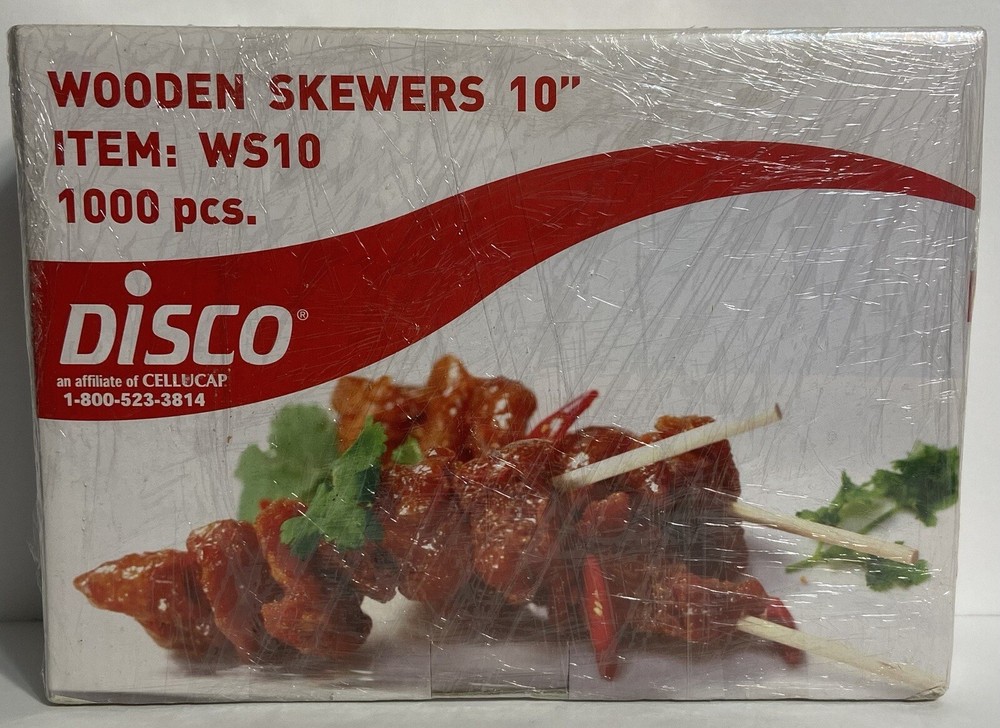 WOODEN SKEWERS 10”
ITEM: WS10
1000 pcs.
DiSCO®
an affiliate of CELLUCAP
1-800-523-3814